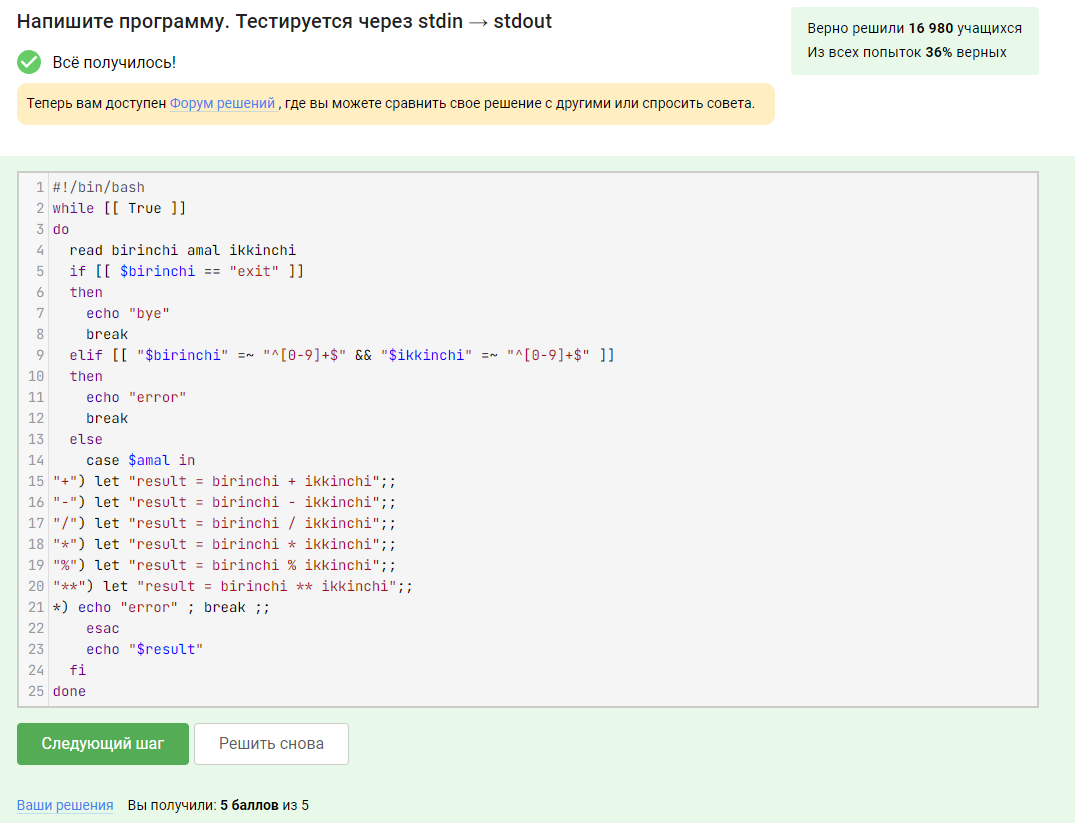 Напишите программу. Тестируется через stdin → stdout
Верно решили 16 980 учащихся
Из всех попыток 36% верных
Всё получилось!
Теперь вам доступен Форум решений , где вы можете сравнить свое решение с другими или спросить совета.
1 #!/bin/bash
2 while [[ True ]]
3 do
4   read birinchi amal ikkinchi
5   if [[ $birinchi == "exit" ]]
6   then
7     echo "bye"
8     break
9   elif [[ "$birinchi" =~ "^[0-9]+$" && "$ikkinchi" =~ "^[0-9]+$" ]]
10   then
11     echo "error"
12     break
13   else
14     case $amal in
15 "+") let "result = birinchi + ikkinchi";;
16 "-") let "result = birinchi - ikkinchi";;
17 "/") let "result = birinchi / ikkinchi";;
18 "*") let "result = birinchi * ikkinchi";;
19 "%") let "result = birinchi % ikkinchi";;
20 "**") let "result = birinchi ** ikkinchi";;
21 *) echo "error" ; break ;;
22     esac
23     echo "$result"
24   fi
25 done
Следующий шаг
Решить снова
Ваши решения Вы получили: 5 баллов из 5